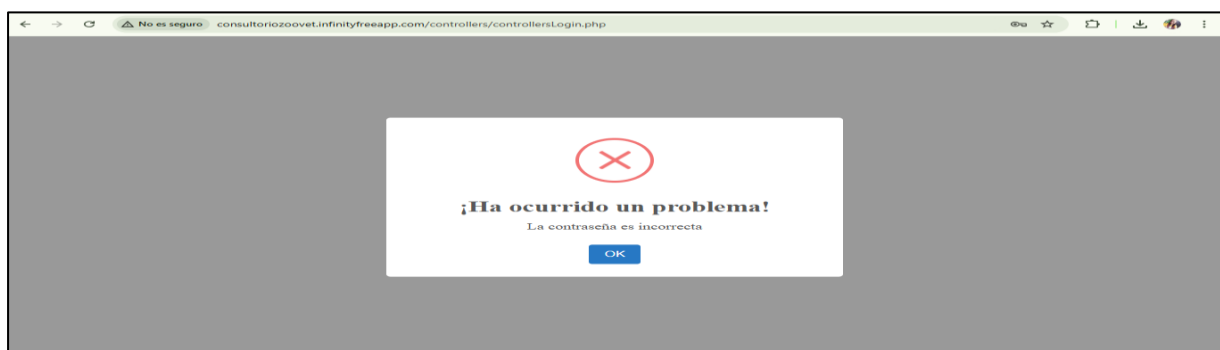 No es seguro consultoriozoovet.infinityfreeapp.com/controllers/controllersLogin.php
¡Ha ocurrido un problema!
La contraseña es incorrecta
OK